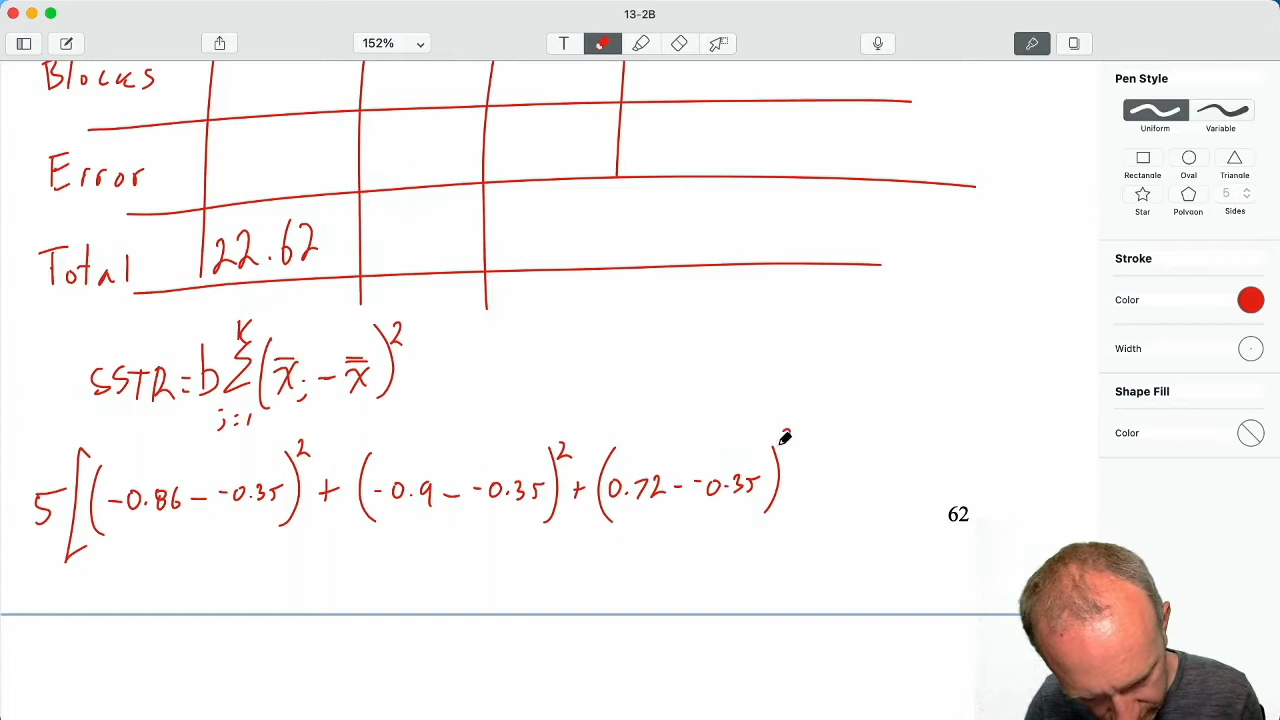 13-2B
152%
T
Pen Style
Uniform Variable
Rectangle Oval Triangle
5
Star Polygon Sides
Stroke
Color
Width
Shape Fill
Color
Blocks
Error
Total 22.62
SSTR = b Σ (x̄.j − x̿)²
K
j=1
5[(-0.86 - -0.35)² + (-0.9 - -0.35)² + (0.72 - -0.35)²
62